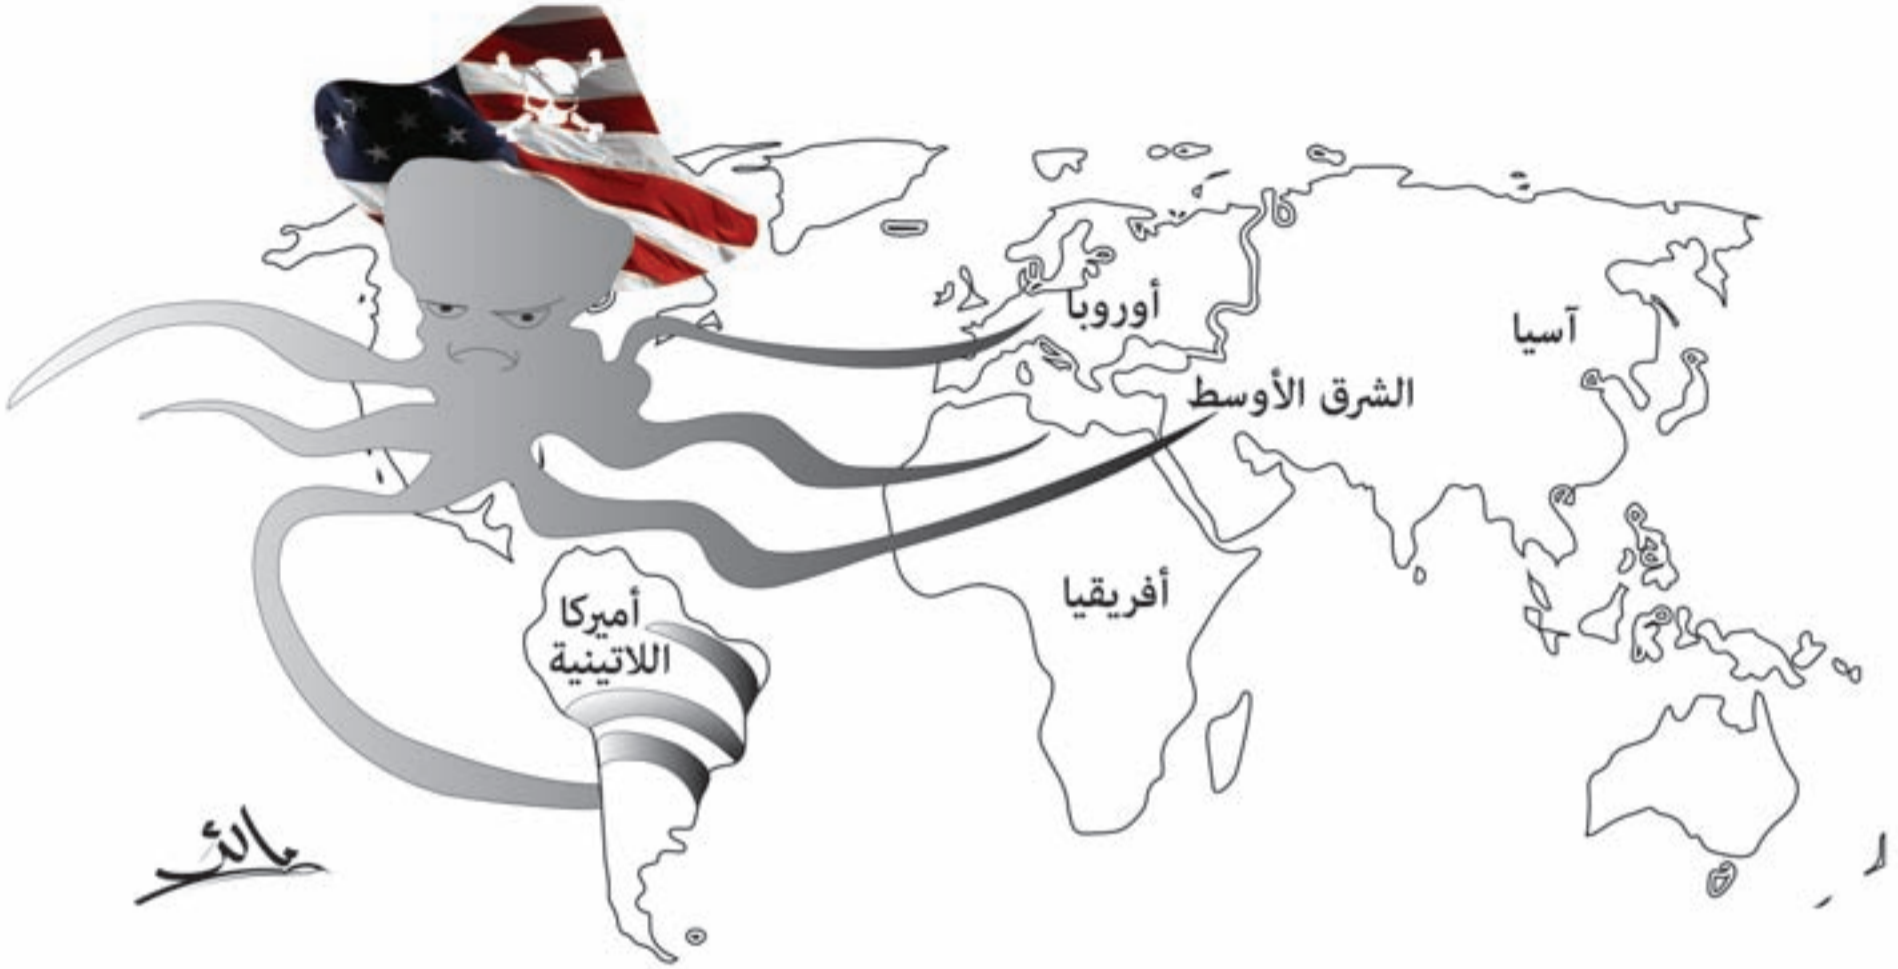 أوروبا
آسيا
الشرق الأوسط
أفريقيا
أميركا
اللاتينية